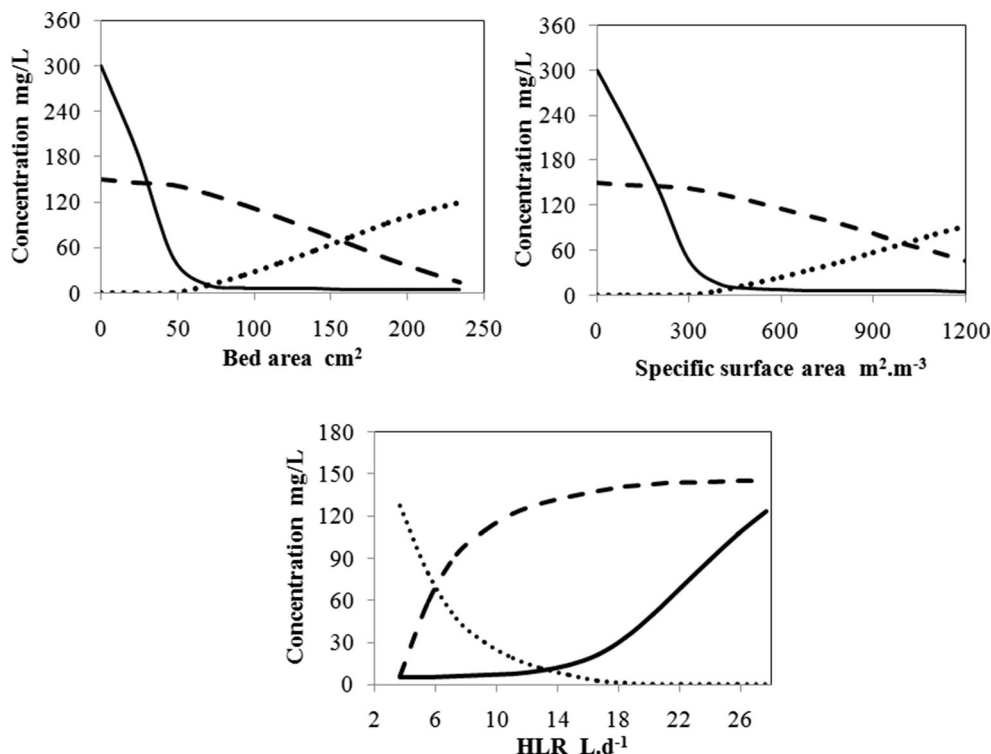 360
300
240
180
120
60
0
Concentration mg/L
0 50 100 150 200 250
Bed area cm²
360
300
240
180
120
60
0
Concentration mg/L
0 300 600 900 1200
Specific surface area m².m⁻³
180
150
120
90
60
30
0
Concentration mg/L
2 6 10 14 18 22 26
HLR L.d⁻¹